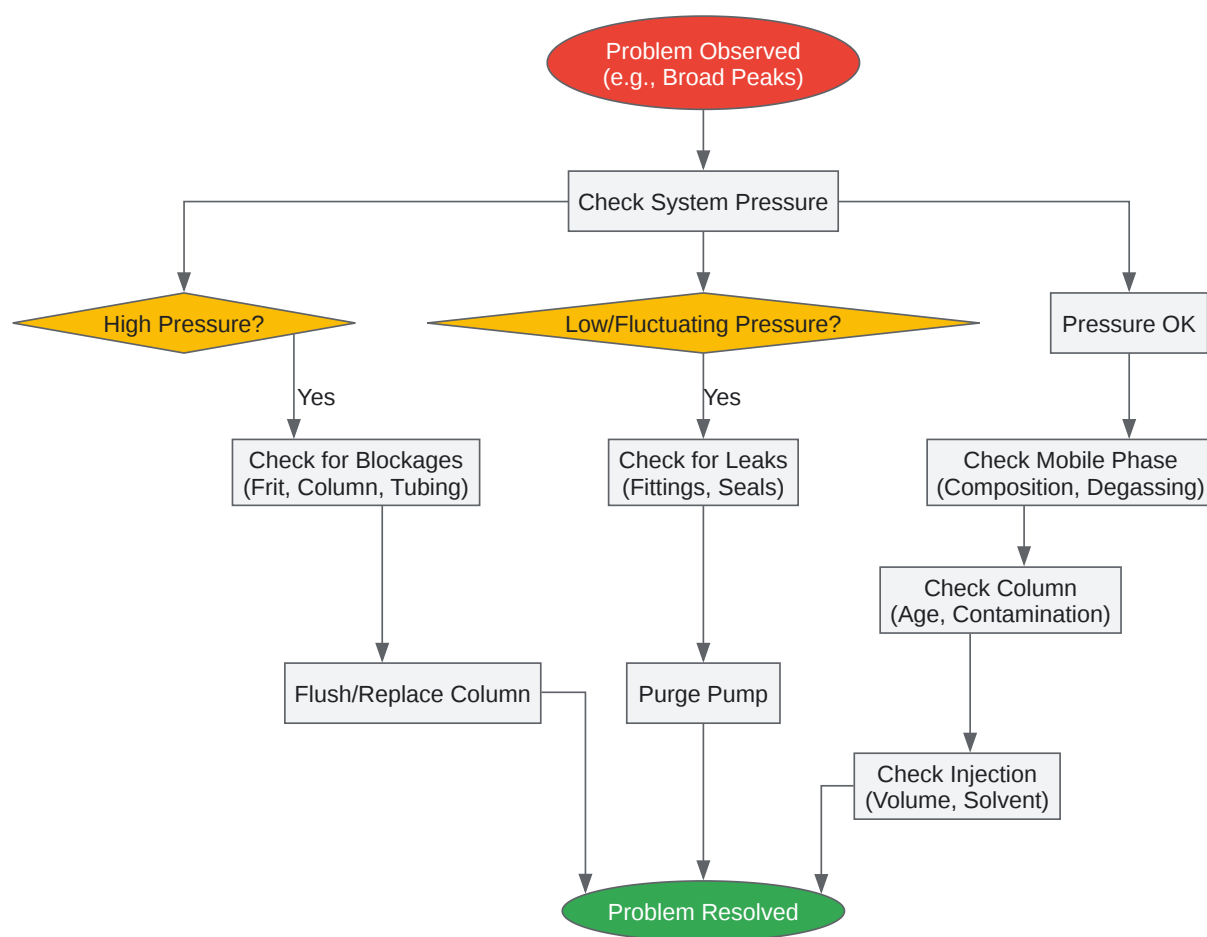 Problem Observed
(e.g., Broad Peaks)
Check System Pressure
High Pressure?
Low/Fluctuating Pressure?
Pressure OK
Yes
Yes
Check for Blockages
(Frit, Column, Tubing)
Check for Leaks
(Fittings, Seals)
Check Mobile Phase
(Composition, Degassing)
Check Column
(Age, Contamination)
Flush/Replace Column
Purge Pump
Check Injection
(Volume, Solvent)
Problem Resolved